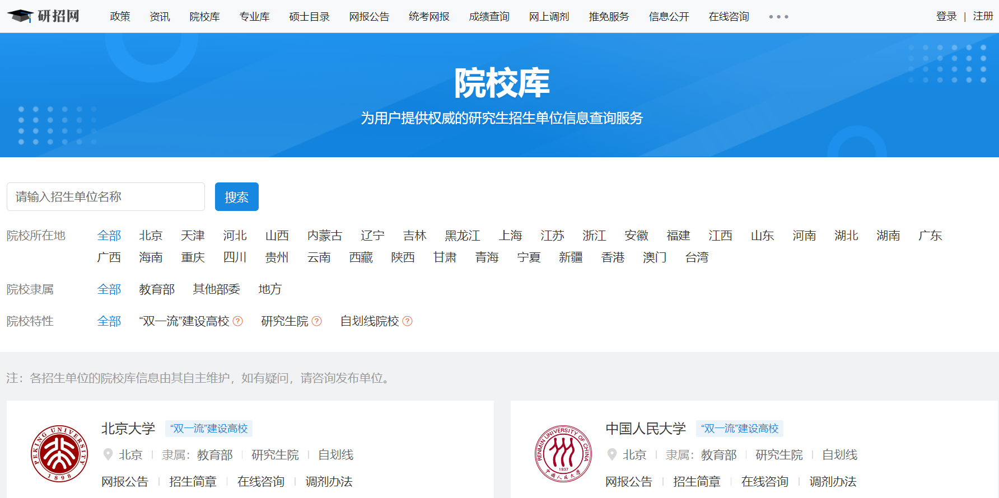 研招网 政策 资讯 院校库 专业库 硕士目录 网报公告 统考网报 成绩查询 网上调剂 推免服务 信息公开 在线咨询 ••• 登录 | 注册
院校库
为用户提供权威的研究生招生单位信息查询服务
请输入招生单位名称 搜索
院校所在地 全部 北京 天津 河北 山西 内蒙古 辽宁 吉林 黑龙江 上海 江苏 浙江 安徽 福建 江西 山东 河南 湖北 湖南 广东
广西 海南 重庆 四川 贵州 云南 西藏 陕西 甘肃 青海 宁夏 新疆 香港 澳门 台湾
院校隶属 全部 教育部 其他部委 地方
院校特性 全部 “双一流”建设高校 ? 研究生院 ? 自划线院校 ?
注：各招生单位的院校库信息由其自主维护，如有疑问，请咨询发布单位。
PEKING UNIVERSITY
1898
北京大学 “双一流”建设高校
北京 | 隶属：教育部 | 研究生院 | 自划线
网报公告 | 招生简章 | 在线咨询 | 调剂办法
RENMIN UNIVERSITY OF CHINA
1937
中国人民大学
中国人民大学 “双一流”建设高校
北京 | 隶属：教育部 | 研究生院 | 自划线
网报公告 | 招生简章 | 在线咨询 | 调剂办法